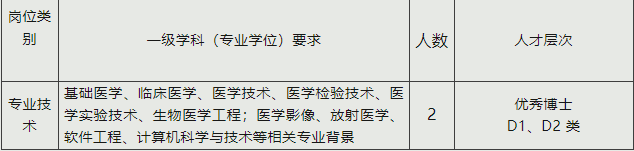 岗位类
别
一级学科（专业学位）要求
人数
人才层次
专业技
术
基础医学、临床医学、医学技术、医学检验技术、医
学实验技术、生物医学工程；医学影像、放射医学、
软件工程、计算机科学与技术等相关专业背景
2
优秀博士
D1、D2 类